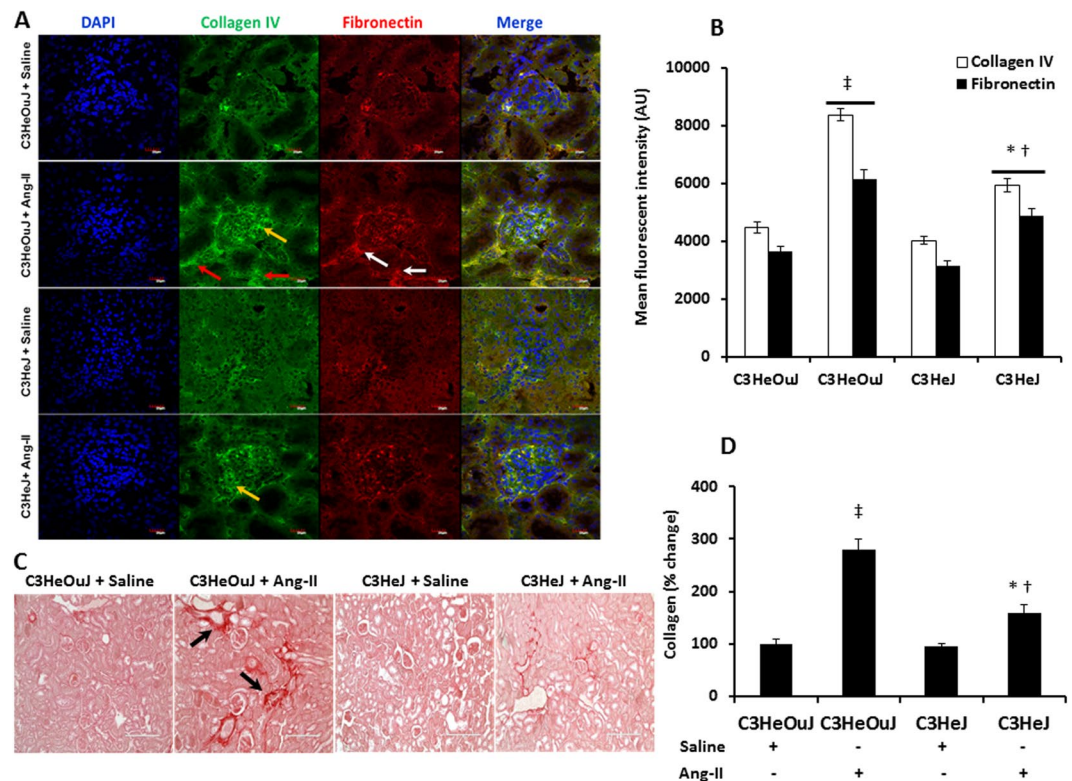 A
DAPI Collagen IV Fibronectin Merge
C3HeOuJ + Saline
C3HeOuJ + Ang-II
C3HeJ + Saline
C3HeJ + Ang-II
B
Mean fluorescent intensity (AU)
10000
8000
6000
4000
2000
0
Collagen IV
Fibronectin
‡
* †
C3HeOuJ C3HeOuJ C3HeJ C3HeJ
C
C3HeOuJ + Saline C3HeOuJ + Ang-II C3HeJ + Saline C3HeJ + Ang-II
D
Collagen (% change)
400
300
200
100
0
‡
* †
C3HeOuJ C3HeOuJ C3HeJ C3HeJ
Saline + - + -
Ang-II - + - +